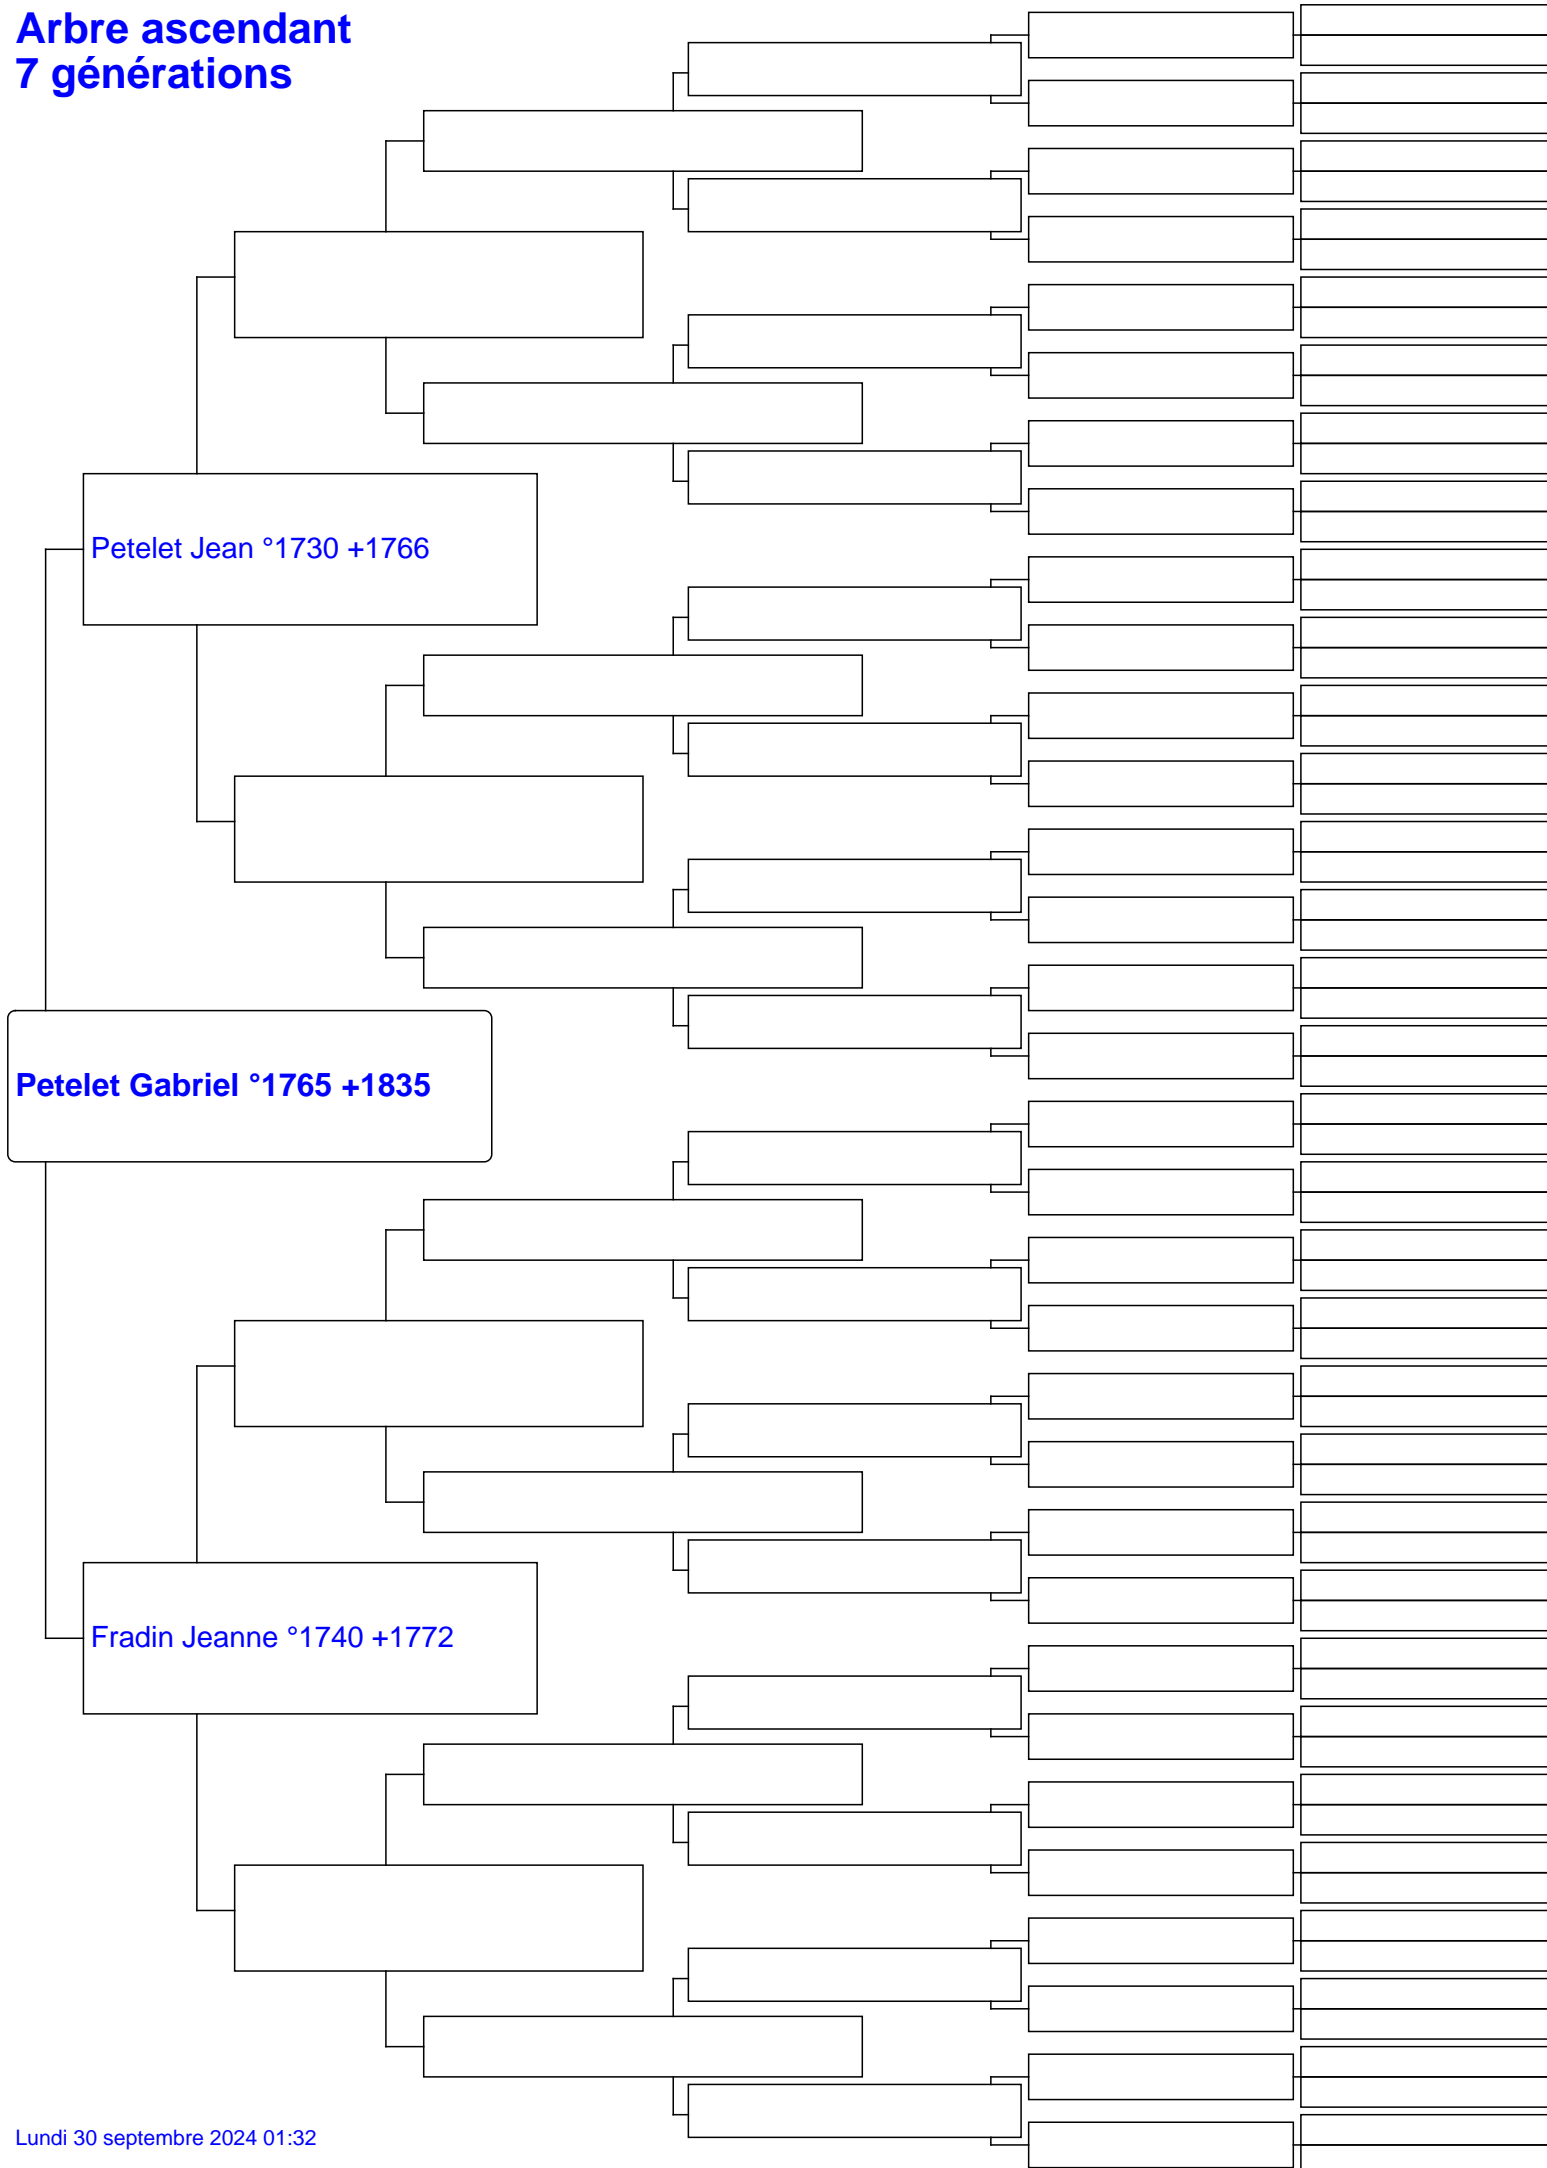 Arbre ascendant
7 générations
Petelet Jean °1730 +1766
Petelet Gabriel °1765 +1835
Fradin Jeanne °1740 +1772
Lundi 30 septembre 2024 01:32